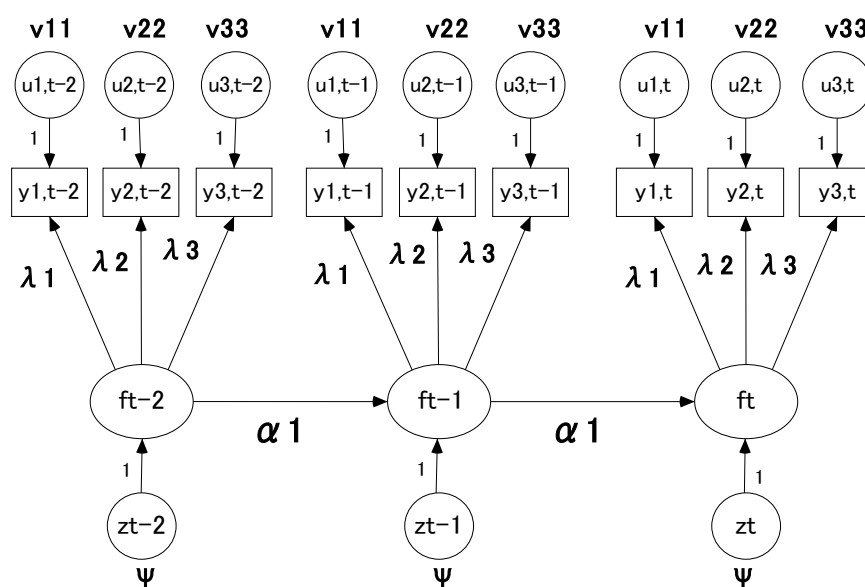 v11 v22 v33 v11 v22 v33 v11 v22 v33
u1,t-2 u2,t-2 u3,t-2 u1,t-1 u2,t-1 u3,t-1 u1,t u2,t u3,t
1 1 1 1 1 1 1 1 1
y1,t-2 y2,t-2 y3,t-2 y1,t-1 y2,t-1 y3,t-1 y1,t y2,t y3,t
λ1 λ2 λ3 λ1 λ2 λ3 λ1 λ2 λ3
ft-2 ft-1 ft
α1 α1
1 1 1
zt-2 zt-1 zt
ψ ψ ψ